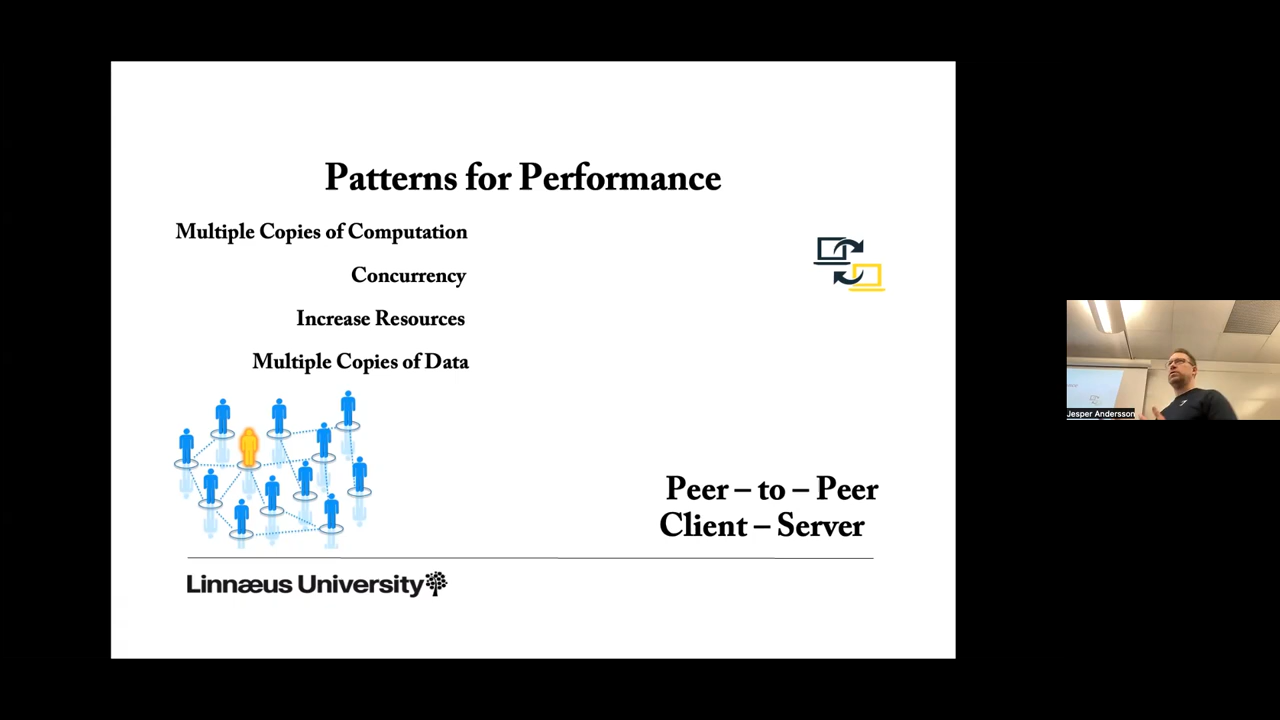 Patterns for Performance
Multiple Copies of Computation
Concurrency
Increase Resources
Multiple Copies of Data
Peer – to – Peer
Client – Server
Linnæus University
Jesper Andersson